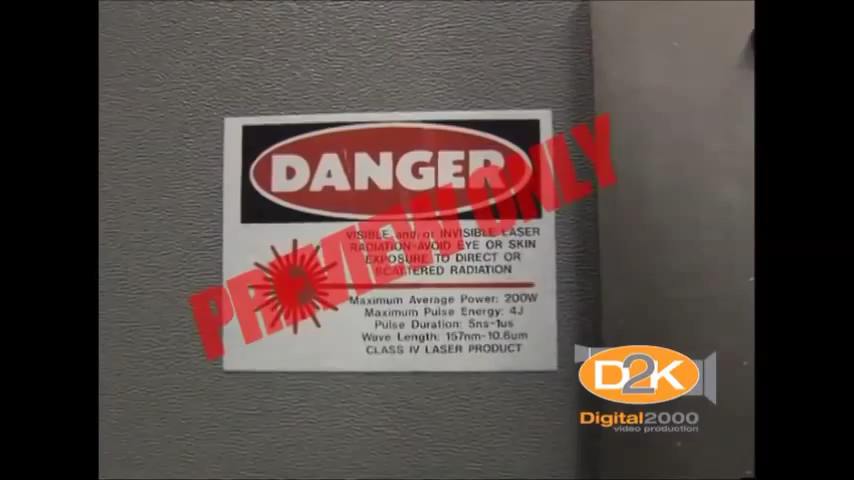 DANGER
VISIBLE and/or INVISIBLE LASER
RADIATION-AVOID EYE OR SKIN
EXPOSURE TO DIRECT OR
SCATTERED RADIATION
Maximum Average Power: 200W
Maximum Pulse Energy: 4J
Pulse Duration: 5ns-1us
Wave Length: 157nm-10.6um
CLASS IV LASER PRODUCT
PREVIEW ONLY
D2K
Digital2000
video production